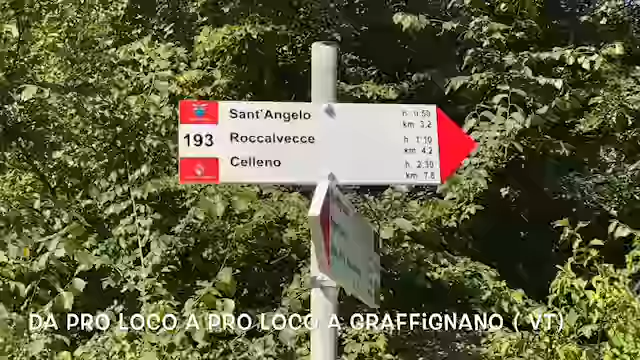 Sant'Angelo h 0:50
km 3.2
193 Roccalvecce h 1:10
km 4.2
Celleno h 2:30
km 7.8
DA PRO LOCO A PRO LOCO A GRAFFiGNANO ( VT)